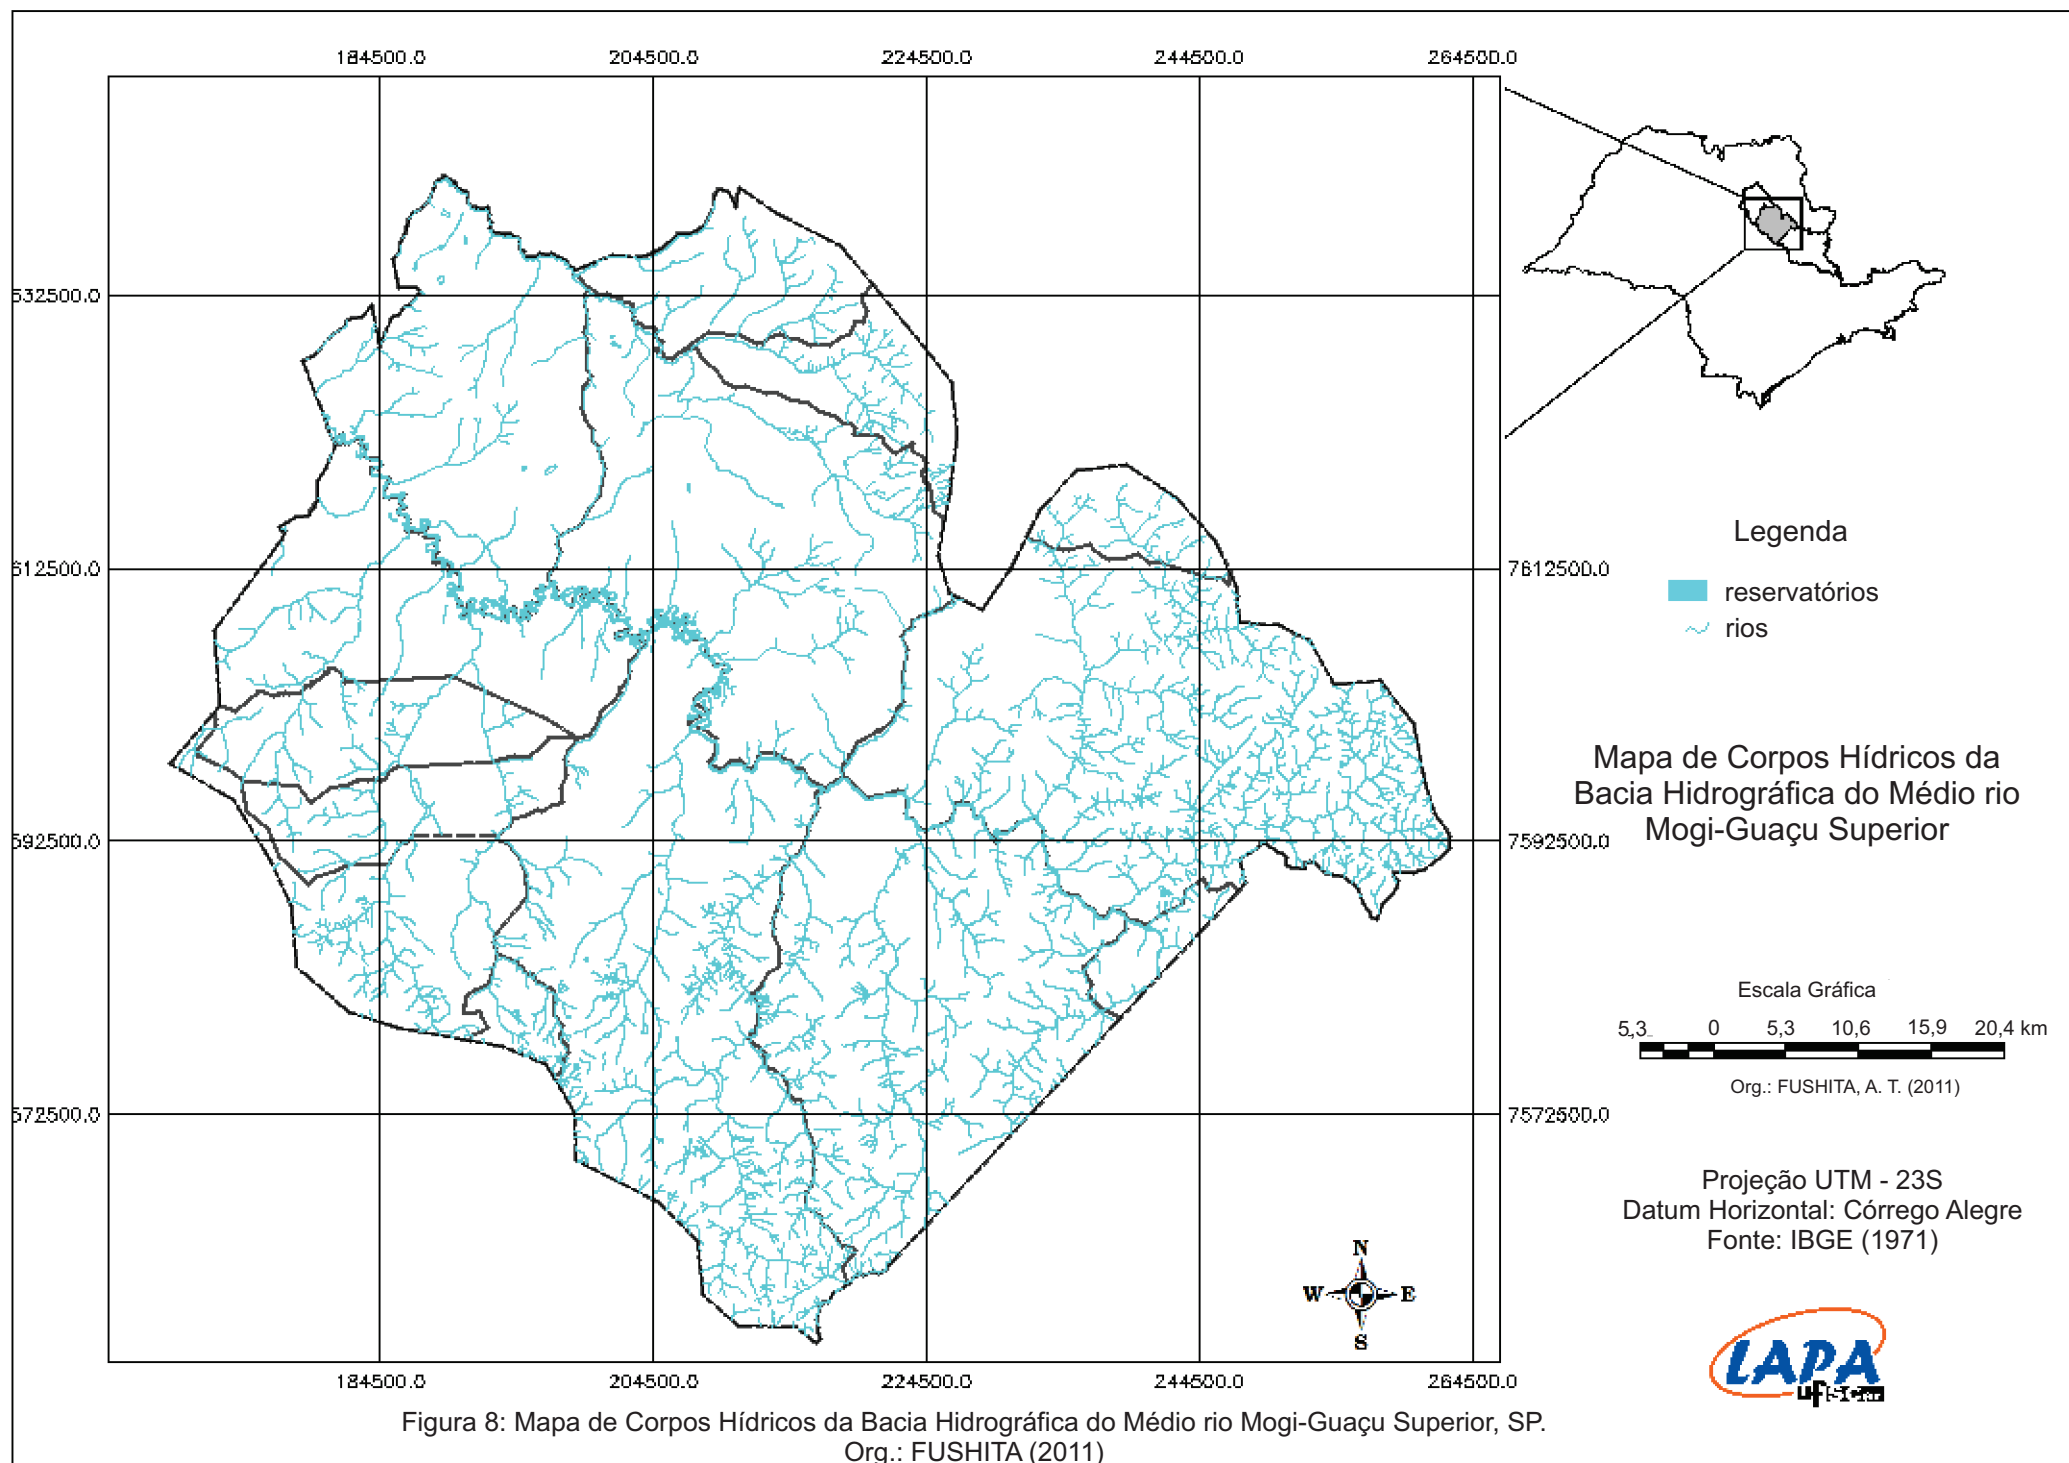 184500.0 204500.0 224500.0 244500.0 264500.0
632500.0
612500.0 7612500.0
592500.0 7592500.0
572500.0 7572500.0
184500.0 204500.0 224500.0 244500.0 264500.0
N
W E
S
Legenda
reservatórios
rios
Mapa de Corpos Hídricos da
Bacia Hidrográfica do Médio rio
Mogi-Guaçu Superior
Escala Gráfica
5,3 0 5,3 10,6 15,9 20,4 km
Org.: FUSHITA, A. T. (2011)
Projeção UTM - 23S
Datum Horizontal: Córrego Alegre
Fonte: IBGE (1971)
LAPA
ufscar
Figura 8: Mapa de Corpos Hídricos da Bacia Hidrográfica do Médio rio Mogi-Guaçu Superior, SP.
Org.: FUSHITA (2011)